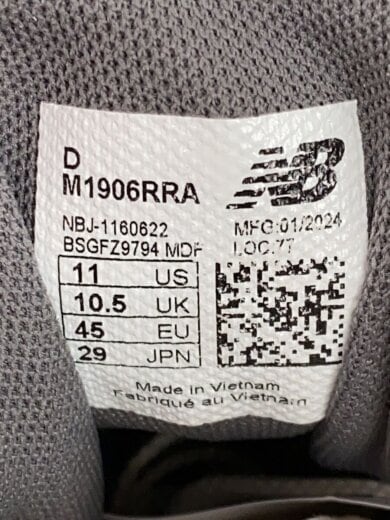 D
M1906RRA
NB
NBJ-1160622 MFG:01/2024
BSGFZ9794 MDF LOC:77
11 US
10.5 UK
45 EU
29 JPN
Made in Vietnam
Fabriqué au Vietnam